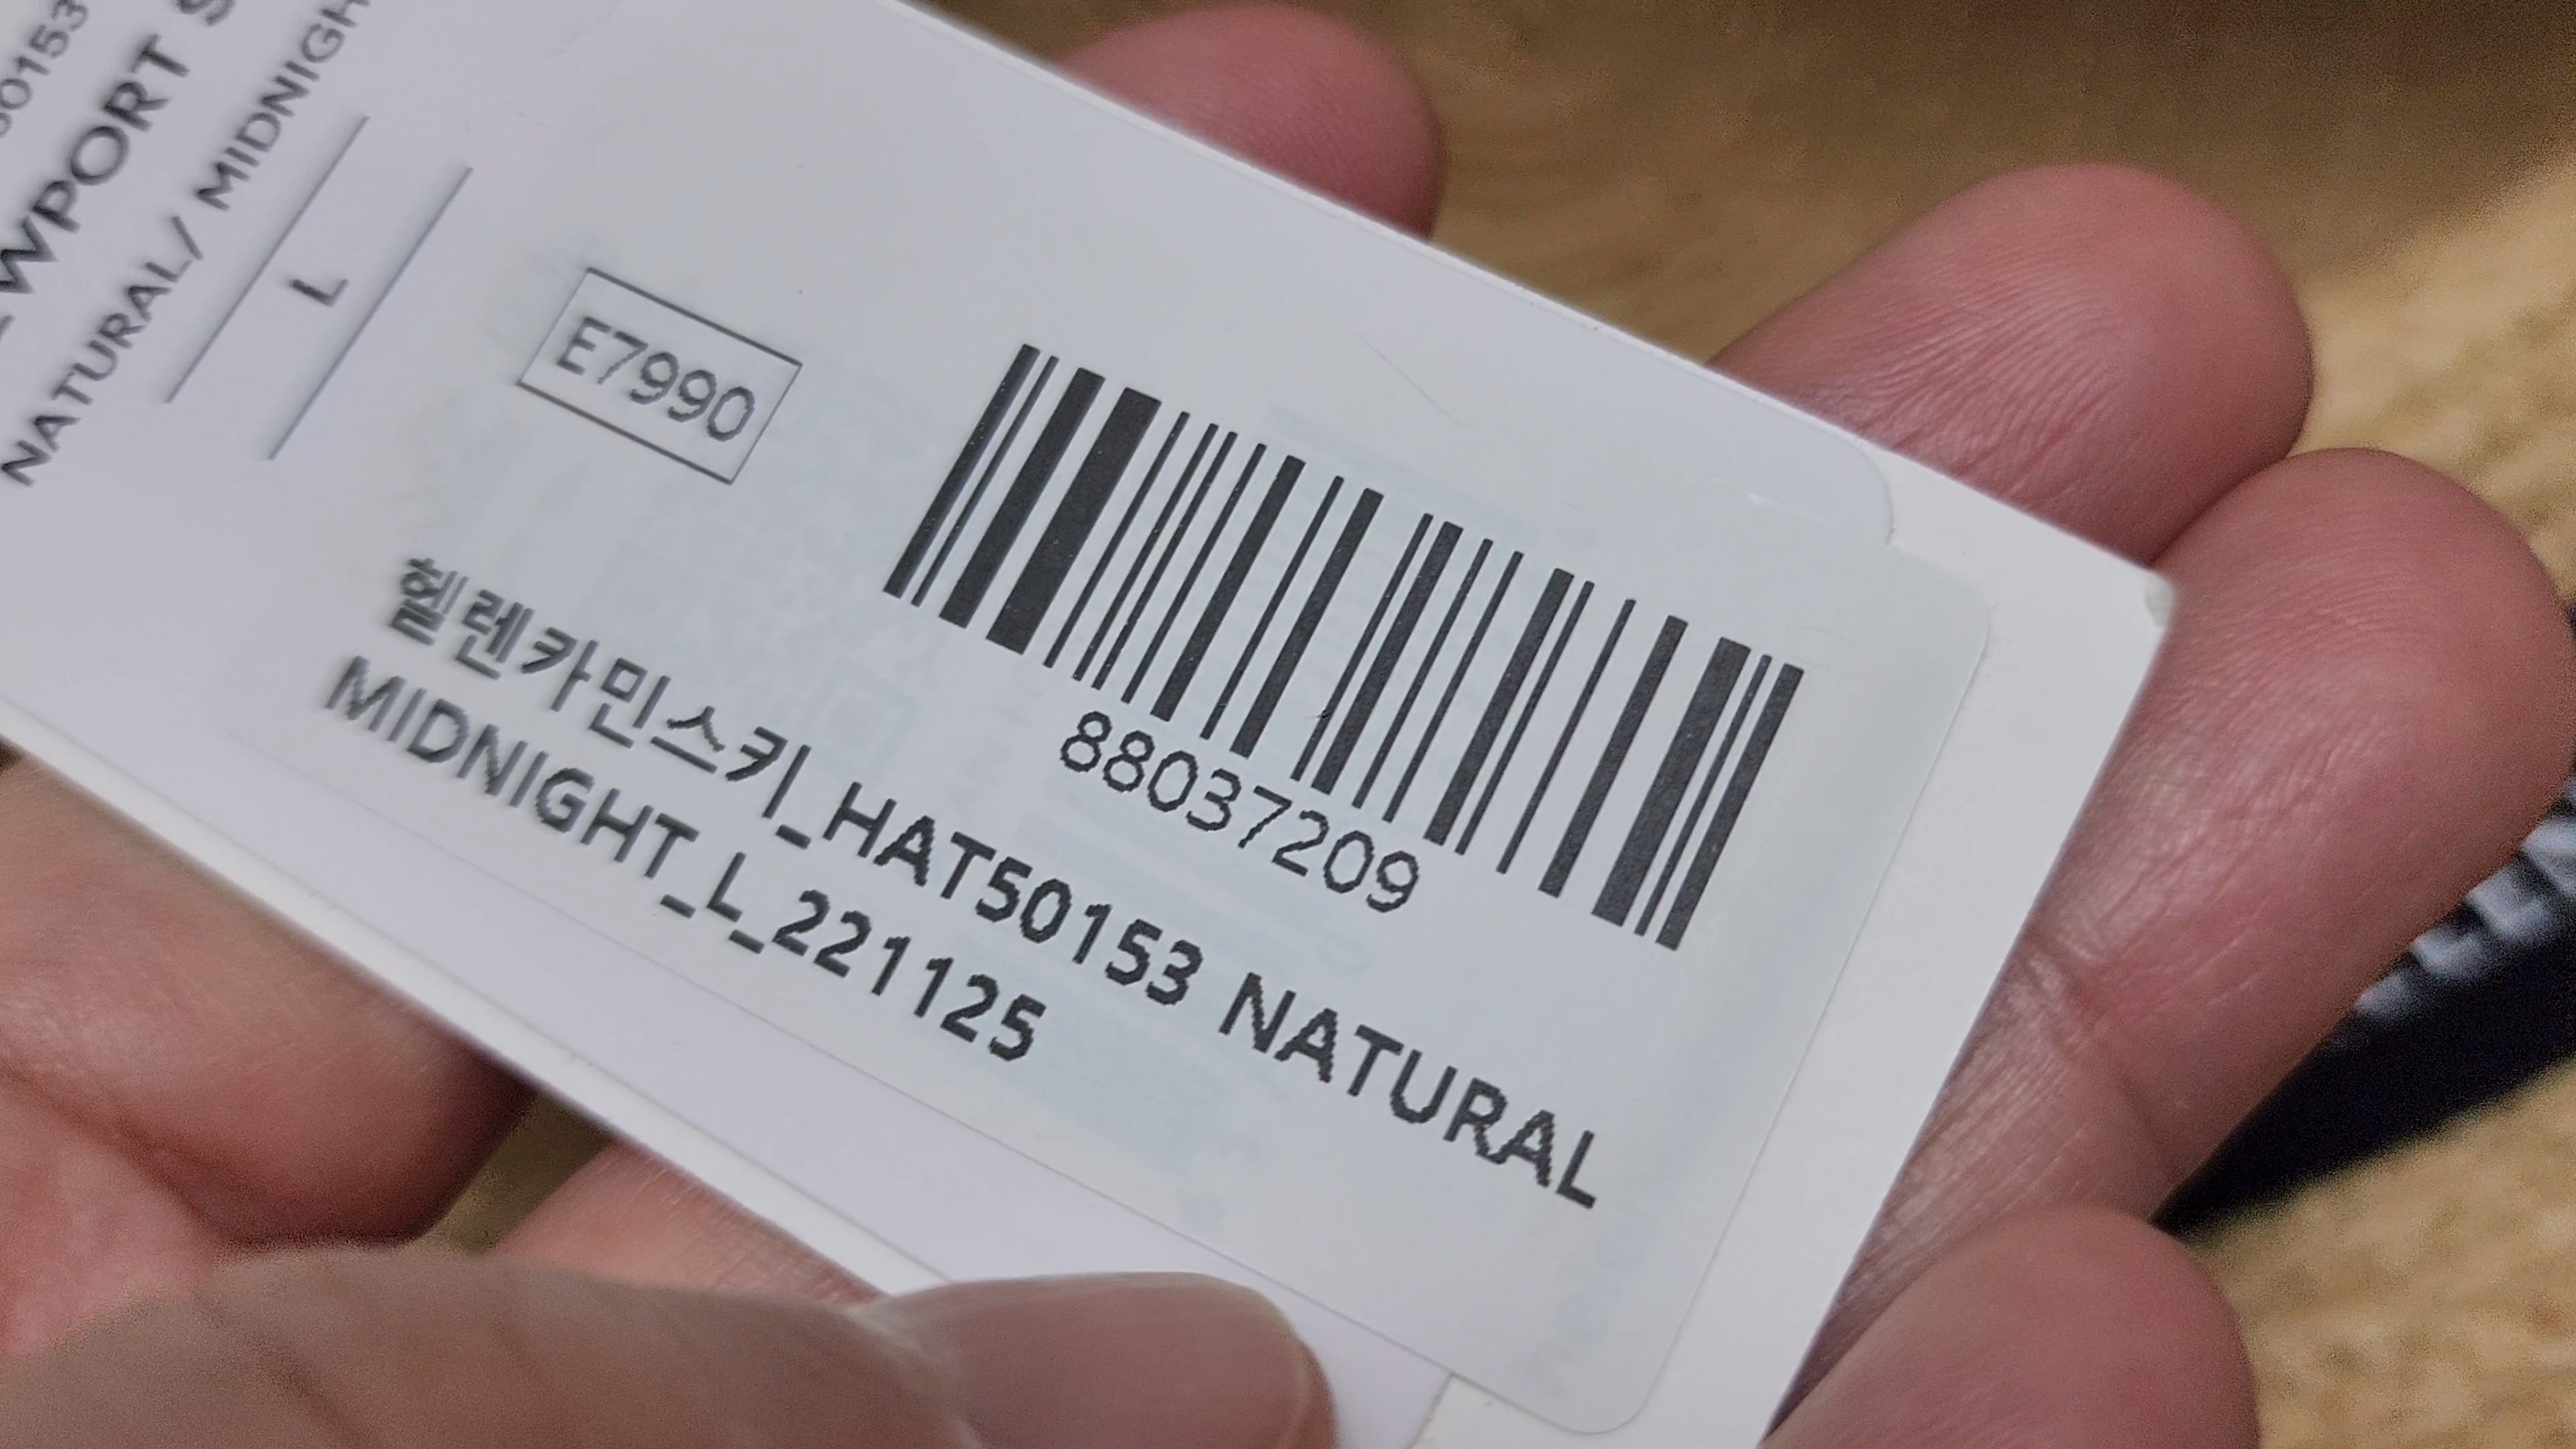 50153
WPORT S
NATURAL/ MIDNIGH
L
E7990
88037209
헬렌카민스키_HAT50153 NATURAL
MIDNIGHT_L_221125